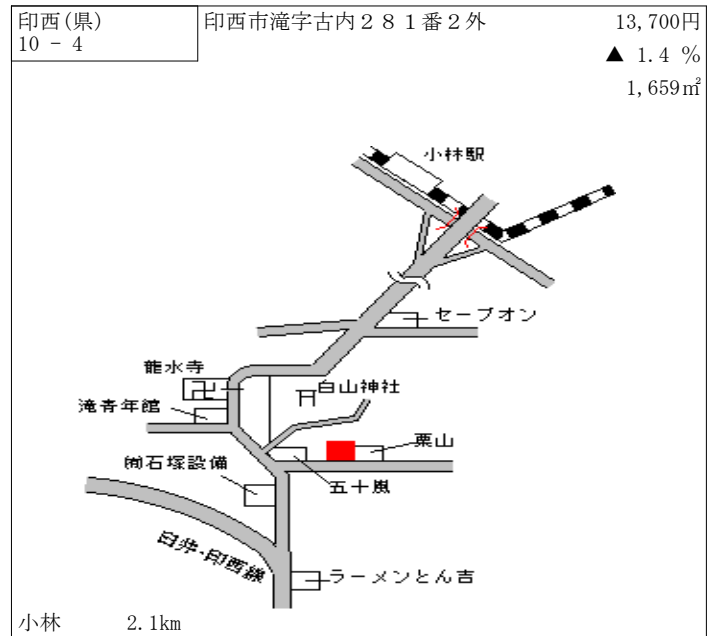 印西(県)
10 - 4
印西市滝字古内２８１番２外
13,700円
▲ 1.4 %
1,659㎡
小林駅
セーブオン
龍水寺
卍
白山神社
滝青年館
栗山
㈲石塚設備
五十嵐
臼井・印西線
ラーメンとん吉
小林 2.1km